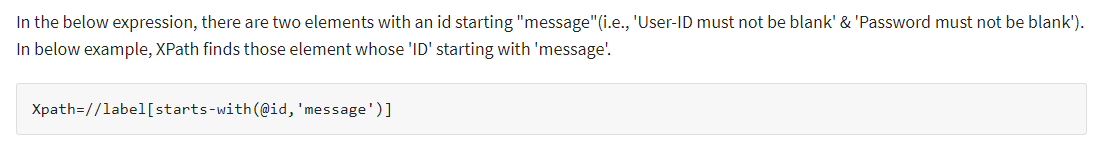 In the below expression, there are two elements with an id starting "message"(i.e., 'User-ID must not be blank' & 'Password must not be blank').
In below example, XPath finds those element whose 'ID' starting with 'message'.
Xpath=//label[starts-with(@id,'message')]